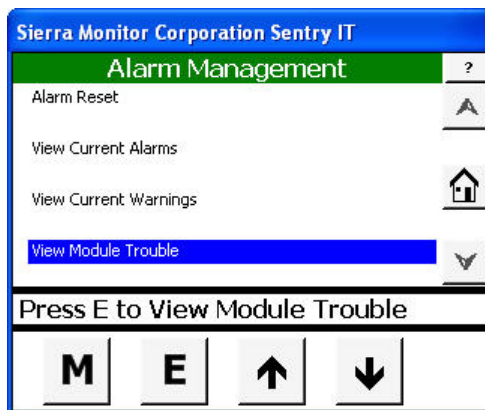 Sierra Monitor Corporation Sentry IT
Alarm Management
?
Alarm Reset
View Current Alarms
View Current Warnings
View Module Trouble
Press E to View Module Trouble
M E